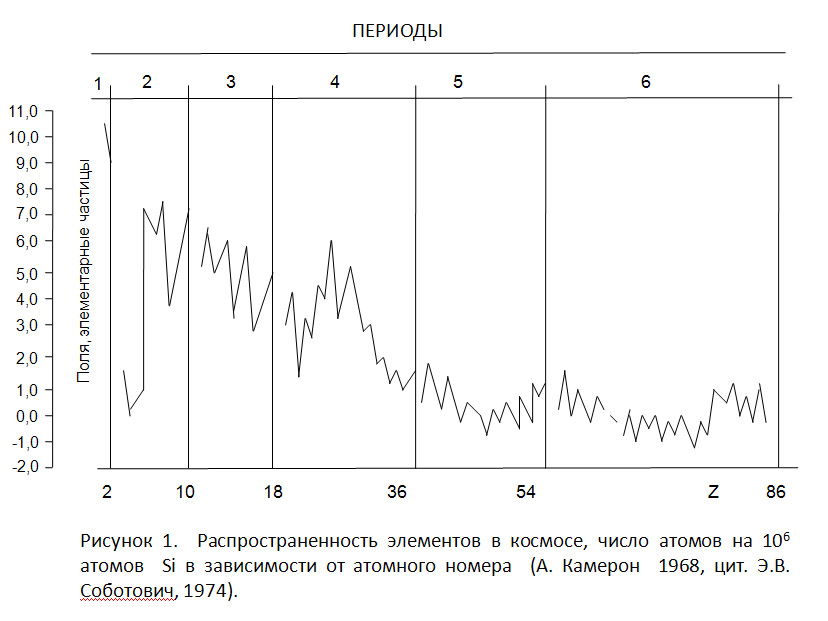 ПЕРИОДЫ
1 2 3 4 5 6
11,0
10,0
9,0
8,0
7,0
6,0
5,0
4,0
3,0
2,0
1,0
0,0
-1,0
-2,0
Поля, элементарные частицы
2 10 18 36 54 Z 86
Рисунок 1. Распространенность элементов в космосе, число атомов на 10⁶
атомов Si в зависимости от атомного номера (А. Камерон 1968, цит. Э.В.
Соботович, 1974).